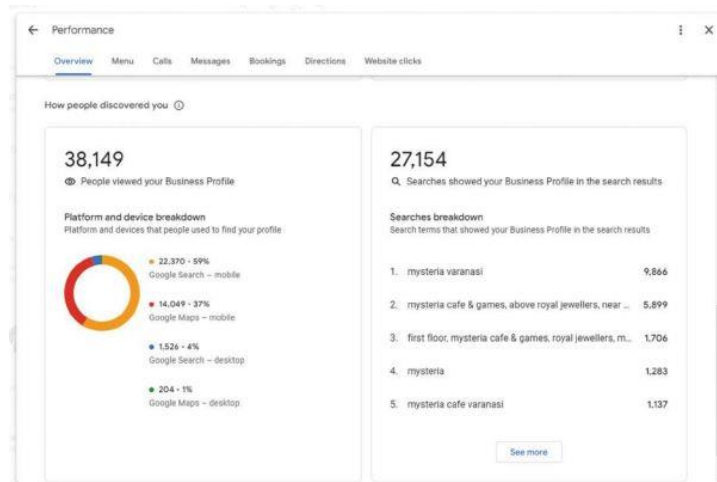 Performance
Overview Menu Calls Messages Bookings Directions Website clicks
How people discovered you
38,149
People viewed your Business Profile
Platform and device breakdown
Platform and devices that people used to find your profile
22,370 · 59%
Google Search – mobile
14,049 · 37%
Google Maps – mobile
1,526 · 4%
Google Search – desktop
204 · 1%
Google Maps – desktop
27,154
Searches showed your Business Profile in the search results
Searches breakdown
Search terms that showed your Business Profile in the search results
1. mysteria varanasi 9,866
2. mysteria cafe & games, above royal jewellers, near ... 5,899
3. first floor, mysteria cafe & games, royal jewellers, m... 1,706
4. mysteria 1,283
5. mysteria cafe varanasi 1,137
See more